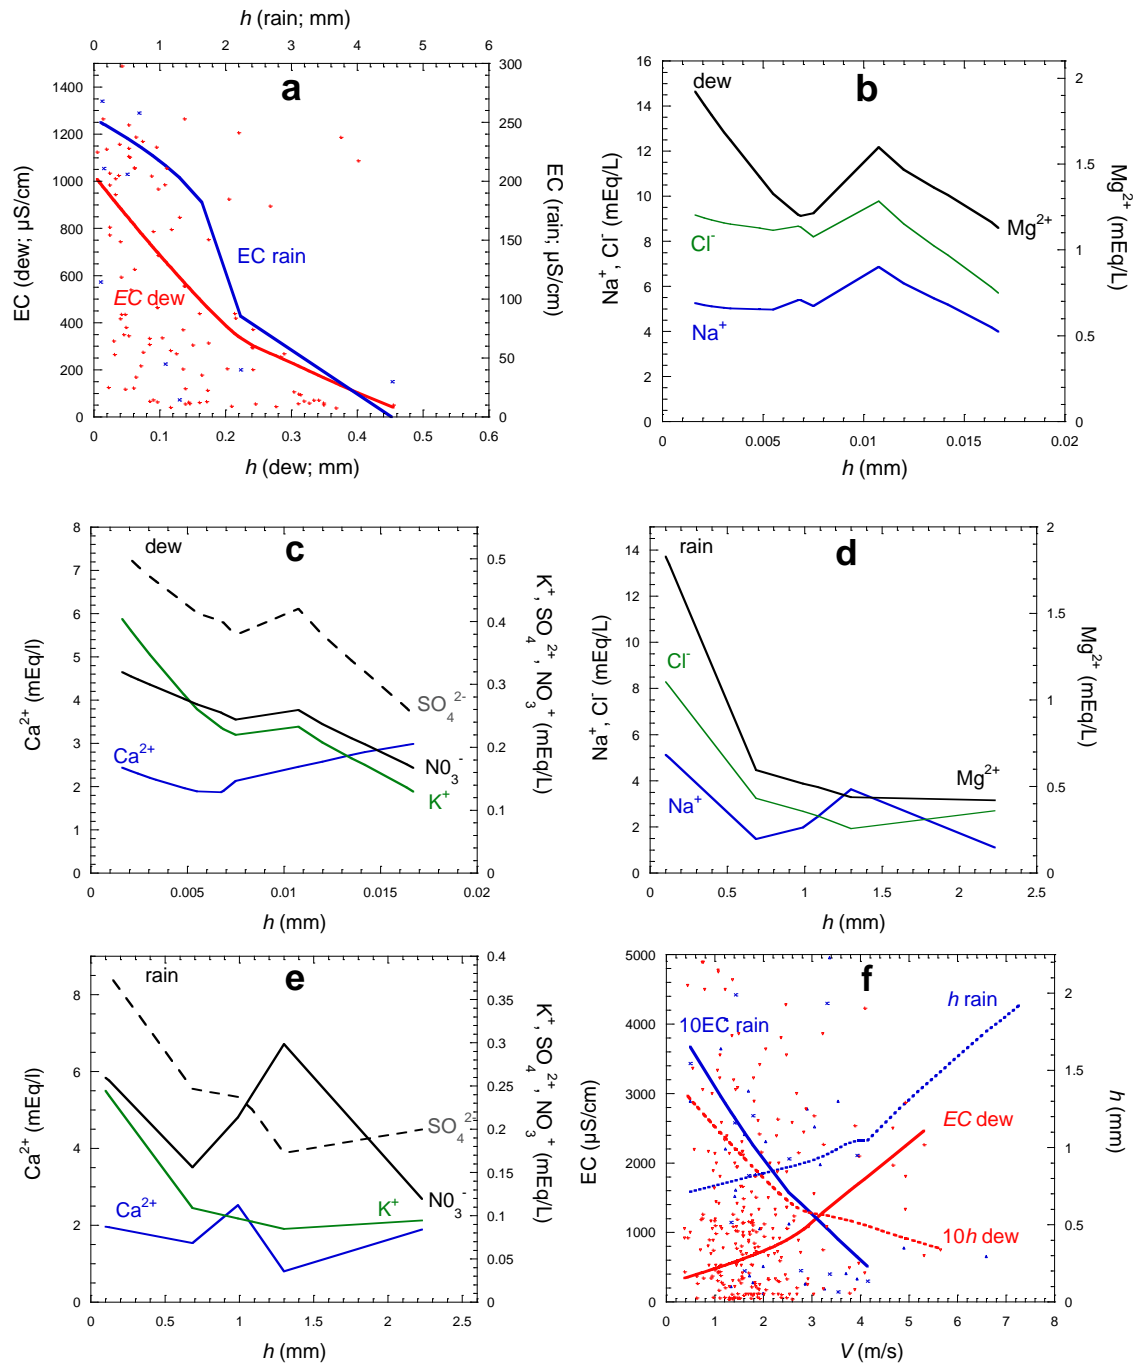 h (rain; mm)
0 1 2 3 4 5 6
a
EC (dew; µS/cm)
1400
1200
1000
800
600
400
200
0
EC rain
EC dew
300
250
200
150
100
50
0
EC (rain; µS/cm)
0 0.1 0.2 0.3 0.4 0.5 0.6
h (dew; mm)
b
dew
Na⁺, Cl⁻ (mEq/L)
16
14
12
10
8
6
4
2
0
Mg²⁺
Cl⁻
Na⁺
2
1.5
1
0.5
0
Mg²⁺ (mEq/L)
0 0.005 0.01 0.015 0.02
h (mm)
c
dew
Ca²⁺ (mEq/l)
8
7
6
5
4
3
2
1
0
SO₄²⁻
Ca²⁺
N0₃⁻
K⁺
0.5
0.4
0.3
0.2
0.1
0
K⁺, SO₄²⁺, NO₃⁺ (mEq/L)
0 0.005 0.01 0.015 0.02
h (mm)
d
rain
Na⁺, Cl⁻ (mEq/L)
14
12
10
8
6
4
2
0
Cl⁻
Na⁺
Mg²⁺
2
1.5
1
0.5
0
Mg²⁺ (mEq/L)
0 0.5 1 1.5 2 2.5
h (mm)
e
rain
Ca²⁺ (mEq/l)
8
6
4
2
0
SO₄²⁻
N0₃⁻
K⁺
Ca²⁺
0.4
0.35
0.3
0.25
0.2
0.15
0.1
0.05
0
K⁺, SO₄²⁺, NO₃⁺ (mEq/L)
0 0.5 1 1.5 2 2.5
h (mm)
f
EC (µS/cm)
5000
4000
3000
2000
1000
0
10EC rain
h rain
EC dew
10h dew
2
1.5
1
0.5
0
h (mm)
0 1 2 3 4 5 6 7 8
V (m/s)